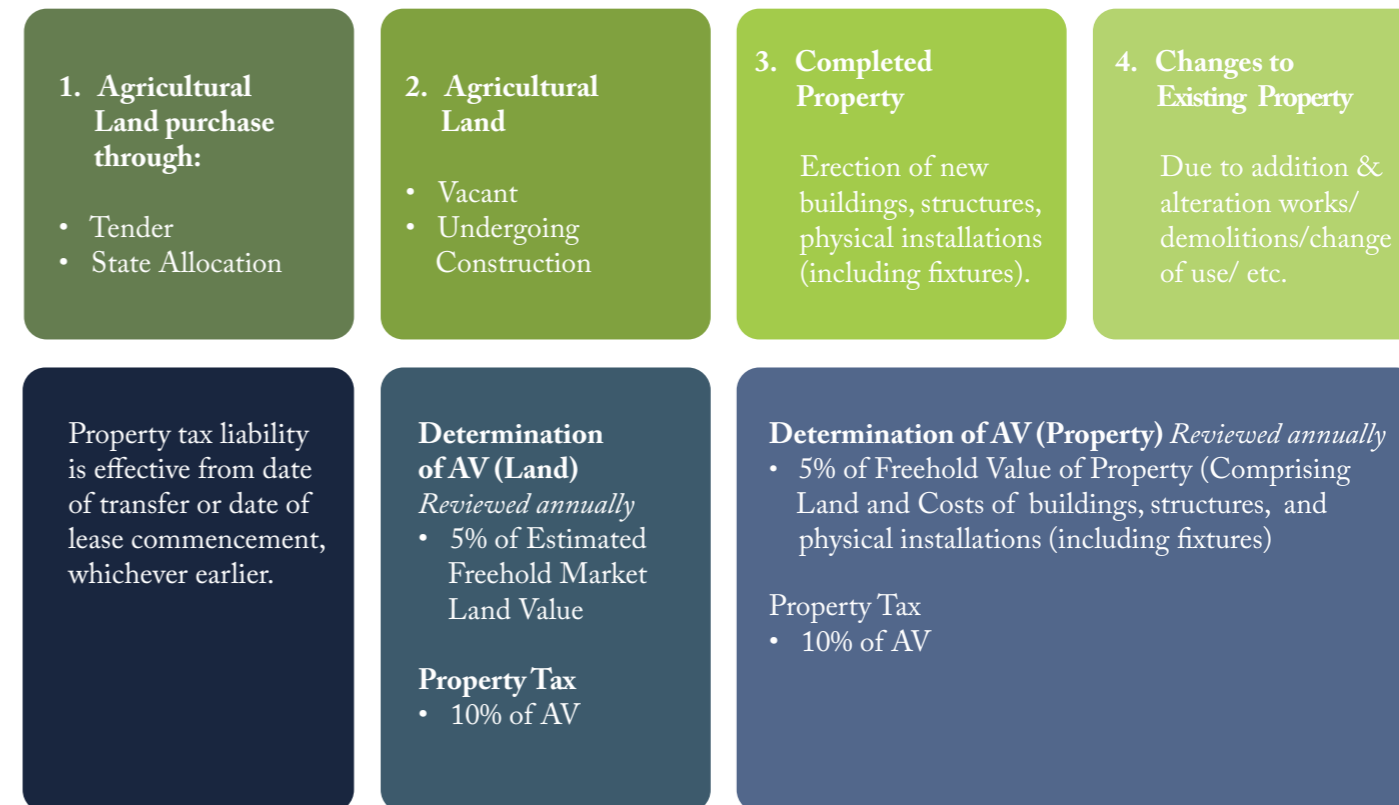 1. Agricultural
Land purchase
through:
• Tender
• State Allocation
2. Agricultural
Land
• Vacant
• Undergoing
Construction
3. Completed
Property
Erection of new
buildings, structures,
physical installations
(including fixtures).
4. Changes to
Existing Property
Due to addition &
alteration works/
demolitions/change
of use/ etc.
Property tax liability
is effective from date
of transfer or date of
lease commencement,
whichever earlier.
Determination
of AV (Land)
Reviewed annually
• 5% of Estimated
Freehold Market
Land Value
Property Tax
• 10% of AV
Determination of AV (Property) Reviewed annually
• 5% of Freehold Value of Property (Comprising
Land and Costs of buildings, structures, and
physical installations (including fixtures)
Property Tax
• 10% of AV